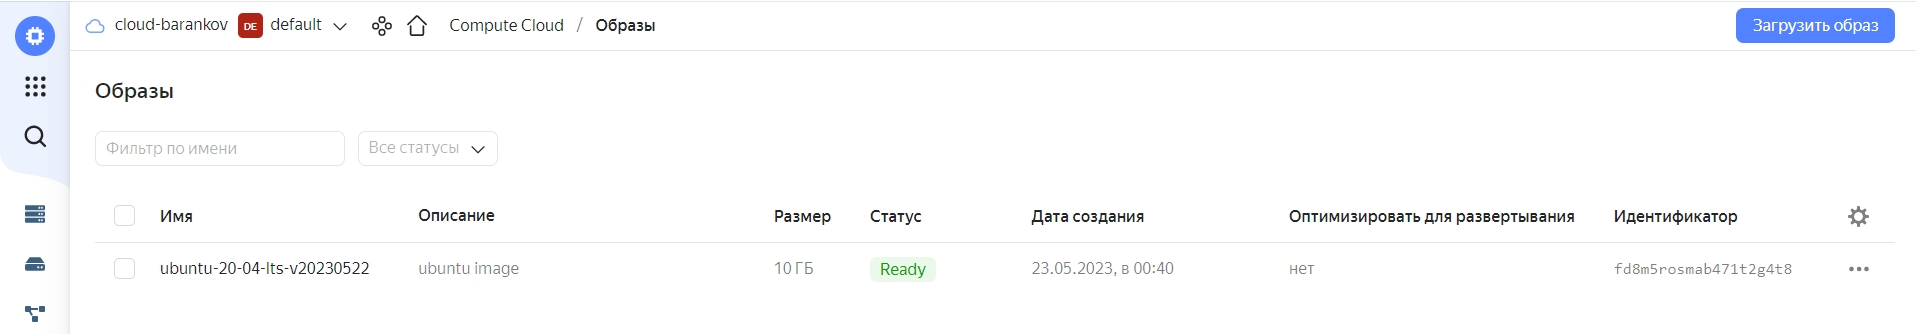 cloud-barankov DE default Compute Cloud / Образы Загрузить образ
Образы
Фильтр по имени Все статусы
Имя Описание Размер Статус Дата создания Оптимизировать для развертывания Идентификатор
ubuntu-20-04-lts-v20230522 ubuntu image 10 ГБ Ready 23.05.2023, в 00:40 нет fd8m5rosmab471t2g4t8